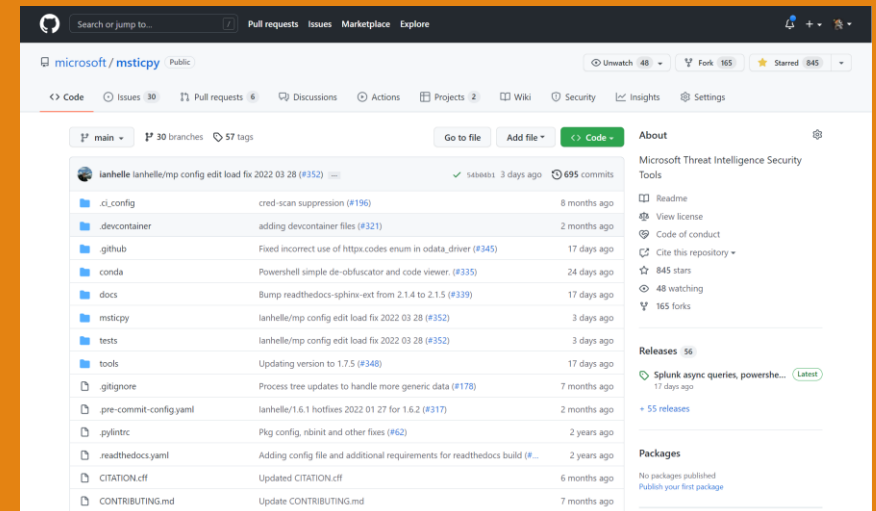 Search or jump to... / Pull requests Issues Marketplace Explore
microsoft / msticpy Public
Unwatch 48 Fork 165 Starred 845
Code Issues 30 Pull requests 6 Discussions Actions Projects 2 Wiki Security Insights Settings
main 30 branches 57 tags Go to file Add file Code
ianhelle Ianhelle/mp config edit load fix 2022 03 28 (#352) ... 3 days ago 695 commits
.ci_config cred-scan suppression (#196) 8 months ago
.devcontainer adding devcontainer files (#321) 2 months ago
.github Fixed incorrect use of httpx.codes enum in odata_driver (#345) 17 days ago
conda Powershell simple de-obfuscator and code viewer. (#335) 24 days ago
docs Bump readthedocs-sphinx-ext from 2.1.4 to 2.1.5 (#339) 17 days ago
msticpy Ianhelle/mp config edit load fix 2022 03 28 (#352) 3 days ago
tests Ianhelle/mp config edit load fix 2022 03 28 (#352) 3 days ago
tools Updating version to 1.7.5 (#348) 17 days ago
.gitignore Process tree updates to handle more generic data (#178) 7 months ago
.pre-commit-config.yaml Ianhelle/1.6.1 hotfixes 2022 01 27 for 1.6.2 (#317) 2 months ago
.pylintrc Pkg config, nbinit and other fixes (#62) 2 years ago
.readthedocs.yaml Adding config file and additional requirements for readthedocs build (#... 2 years ago
CITATION.cff Updated CITATION.cff 6 months ago
CONTRIBUTING.md Update CONTRIBUTING.md 7 months ago
About
Microsoft Threat Intelligence Security
Tools
Readme
View license
Code of conduct
Cite this repository
845 stars
48 watching
165 forks
Releases 56
Splunk async queries, powershe... Latest
17 days ago
+ 55 releases
Packages
No packages published
Publish your first package